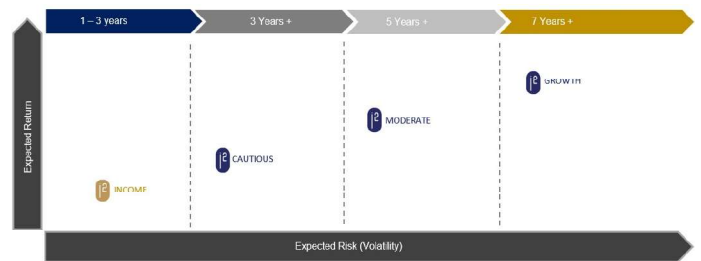 1 – 3 years
3 Years +
5 Years +
7 Years +
Expected Return
GROWTH
MODERATE
CAUTIOUS
INCOME
Expected Risk (Volatility)